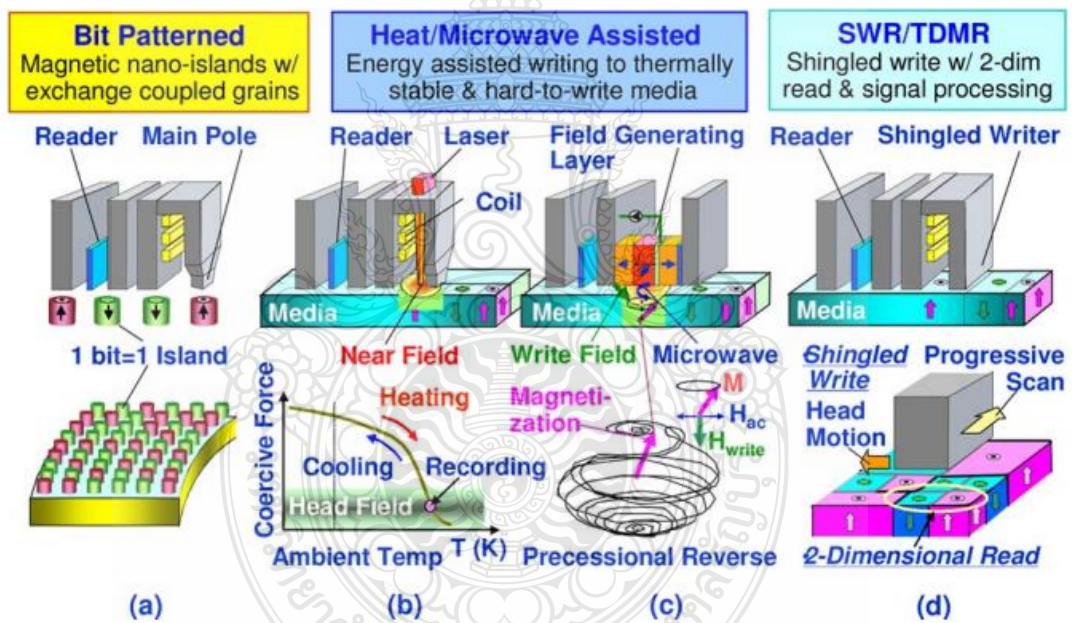 Bit Patterned
Magnetic nano-islands w/
exchange coupled grains
Heat/Microwave Assisted
Energy assisted writing to thermally
stable & hard-to-write media
SWR/TDMR
Shingled write w/ 2-dim
read & signal processing
Reader
Main Pole
1 bit=1 Island
(a)
Reader
Laser
Coil
Media
Near Field
Coercive Force
Heating
Cooling
Recording
Head Field
Ambient Temp
T (K)
(b)
Field Generating
Layer
Media
Write Field
Microwave
Magneti-
zation
M
Hac
Hwrite
Precessional Reverse
(c)
Reader
Shingled Writer
Media
Shingled
Write
Progressive
Scan
Head
Motion
2-Dimensional Read
(d)